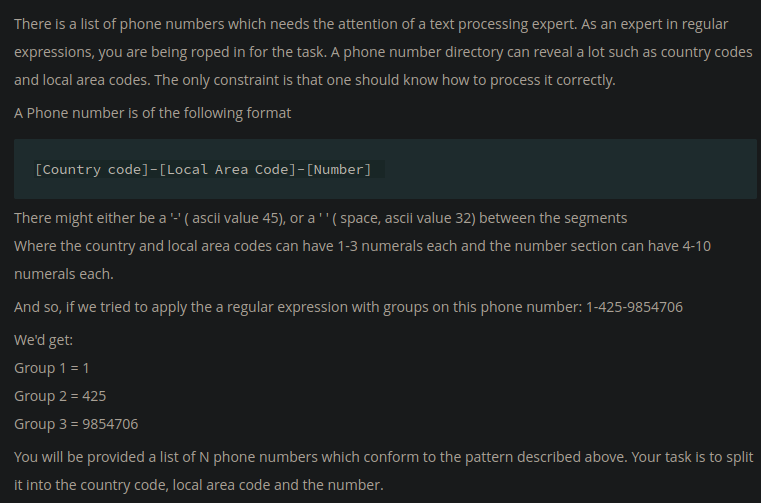 There is a list of phone numbers which needs the attention of a text processing expert. As an expert in regular
expressions, you are being roped in for the task. A phone number directory can reveal a lot such as country codes
and local area codes. The only constraint is that one should know how to process it correctly.
A Phone number is of the following format
[Country code]-[Local Area Code]-[Number]
There might either be a '-' ( ascii value 45), or a ' ' ( space, ascii value 32) between the segments
Where the country and local area codes can have 1-3 numerals each and the number section can have 4-10
numerals each.
And so, if we tried to apply the a regular expression with groups on this phone number: 1-425-9854706
We'd get:
Group 1 = 1
Group 2 = 425
Group 3 = 9854706
You will be provided a list of N phone numbers which conform to the pattern described above. Your task is to split
it into the country code, local area code and the number.